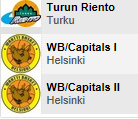 Turun Riento
Turku
WB/Capitals I
Helsinki
WB/Capitals II
Helsinki